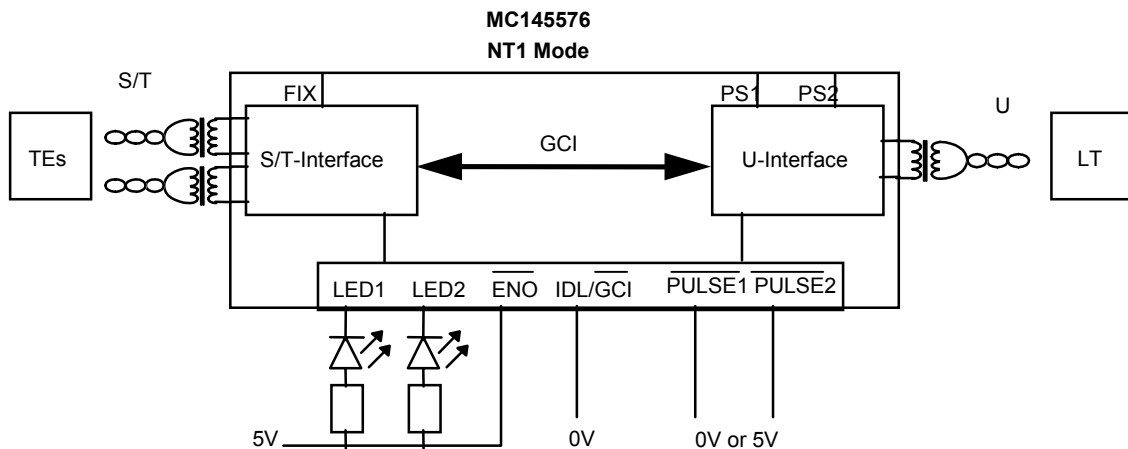 MC145576
NT1 Mode
S/T
FIX
PS1 PS2
U
TEs
S/T-Interface
GCI
U-Interface
LT
LED1 LED2 ENO IDL/GCI PULSE1 PULSE2
5V
0V
0V or 5V